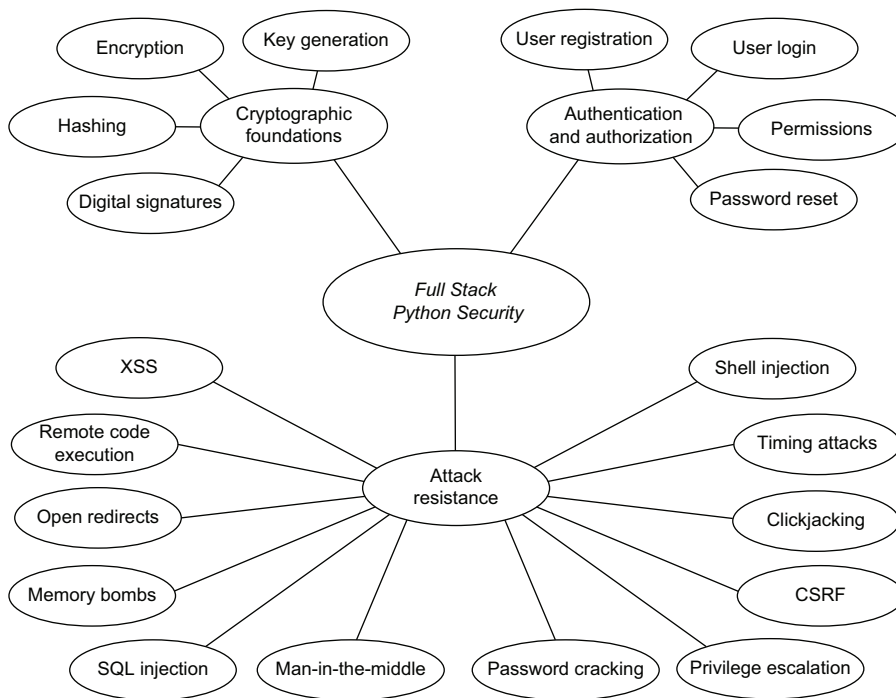 Encryption
Key generation
Hashing
Cryptographic
foundations
Digital signatures
User registration
User login
Authentication
and authorization
Permissions
Password reset
Full Stack
Python Security
XSS
Shell injection
Remote code
execution
Timing attacks
Attack
resistance
Open redirects
Clickjacking
Memory bombs
CSRF
SQL injection
Man-in-the-middle
Password cracking
Privilege escalation